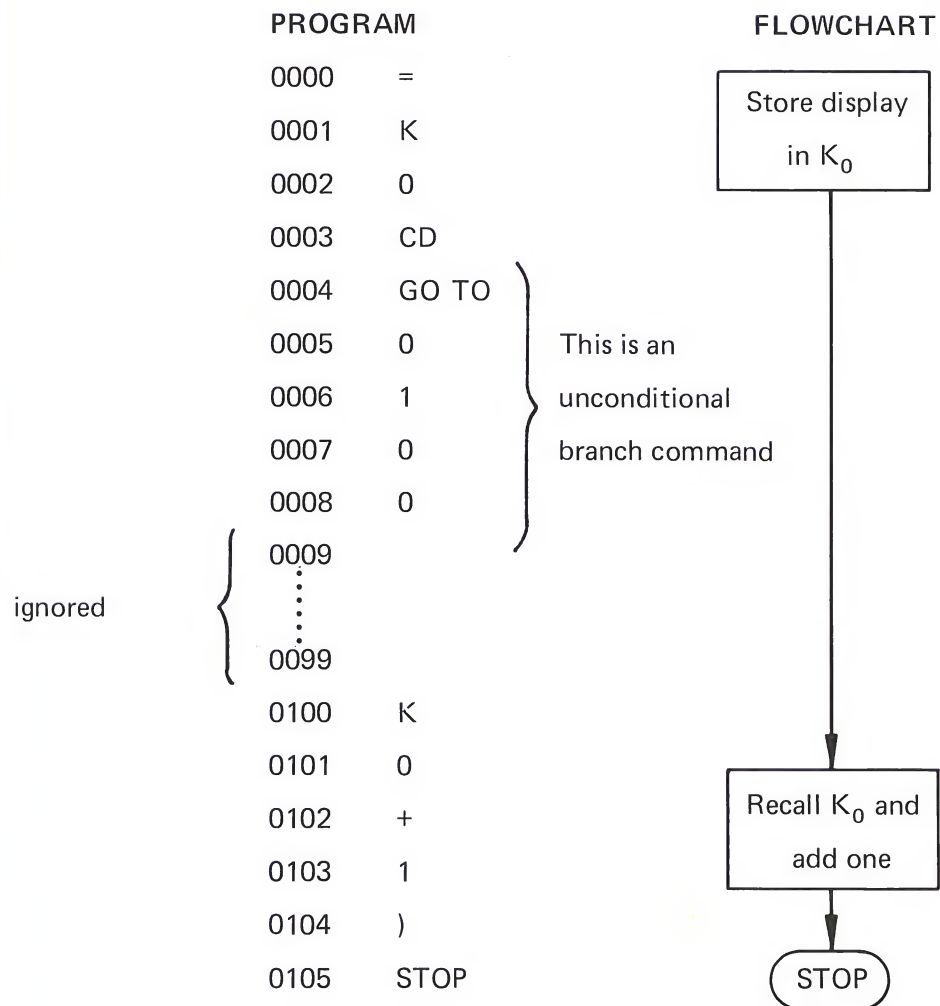 PROGRAM FLOWCHART
0000 =
0001 K
0002 0
0003 CD
0004 GO TO
0005 0
0006 1
0007 0
0008 0
0009
0099
0100 K
0101 0
0102 +
0103 1
0104 )
0105 STOP
This is an
unconditional
branch command
ignored
Store display
in K₀
Recall K₀ and
add one
STOP